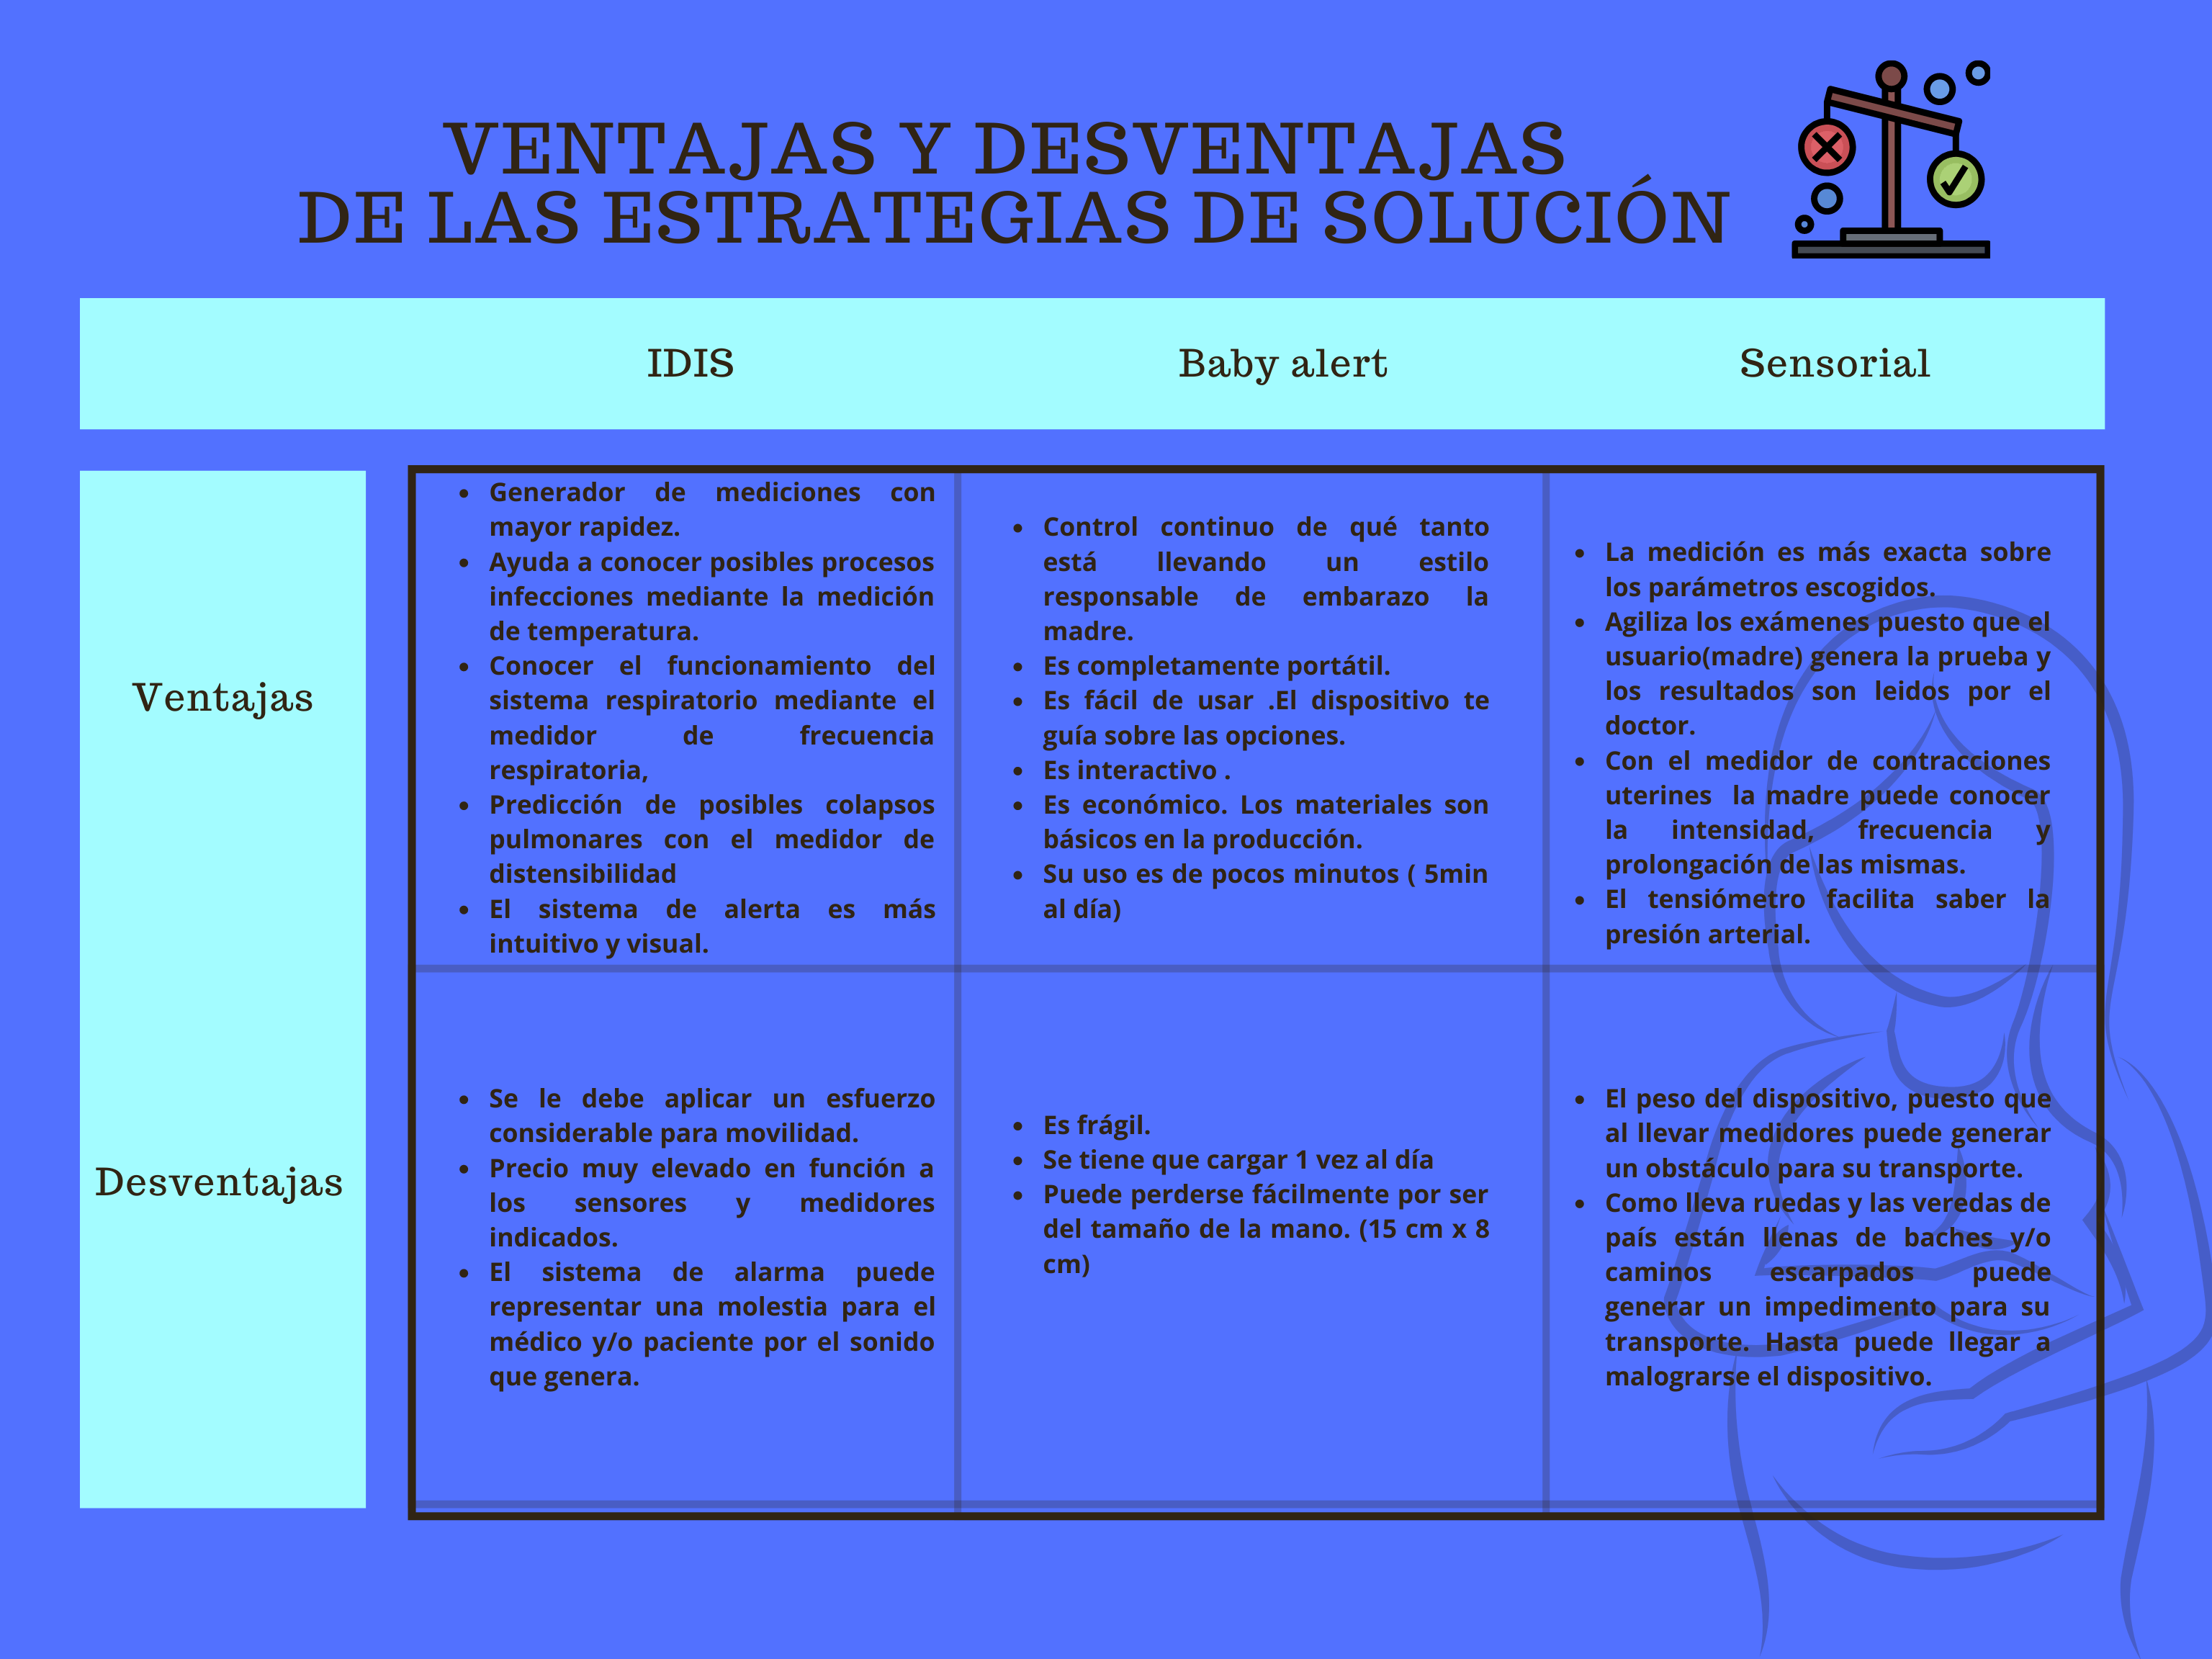 VENTAJAS Y DESVENTAJAS
DE LAS ESTRATEGIAS DE SOLUCIÓN
IDIS
Baby alert
Sensorial
Ventajas
• Generador de mediciones con
mayor rapidez.
• Ayuda a conocer posibles procesos
infecciones mediante la medición
de temperatura.
• Conocer el funcionamiento del
sistema respiratorio mediante el
medidor de frecuencia
respiratoria,
• Predicción de posibles colapsos
pulmonares con el medidor de
distensibilidad
• El sistema de alerta es más
intuitivo y visual.
• Control continuo de qué tanto
está llevando un estilo
responsable de embarazo la
madre.
• Es completamente portátil.
• Es fácil de usar .El dispositivo te
guía sobre las opciones.
• Es interactivo .
• Es económico. Los materiales son
básicos en la producción.
• Su uso es de pocos minutos ( 5min
al día)
• La medición es más exacta sobre
los parámetros escogidos.
• Agiliza los exámenes puesto que el
usuario(madre) genera la prueba y
los resultados son leidos por el
doctor.
• Con el medidor de contracciones
uterines la madre puede conocer
la intensidad, frecuencia y
prolongación de las mismas.
• El tensiómetro facilita saber la
presión arterial.
Desventajas
• Se le debe aplicar un esfuerzo
considerable para movilidad.
• Precio muy elevado en función a
los sensores y medidores
indicados.
• El sistema de alarma puede
representar una molestia para el
médico y/o paciente por el sonido
que genera.
• Es frágil.
• Se tiene que cargar 1 vez al día
• Puede perderse fácilmente por ser
del tamaño de la mano. (15 cm x 8
cm)
• El peso del dispositivo, puesto que
al llevar medidores puede generar
un obstáculo para su transporte.
• Como lleva ruedas y las veredas de
país están llenas de baches y/o
caminos escarpados puede
generar un impedimento para su
transporte. Hasta puede llegar a
malograrse el dispositivo.